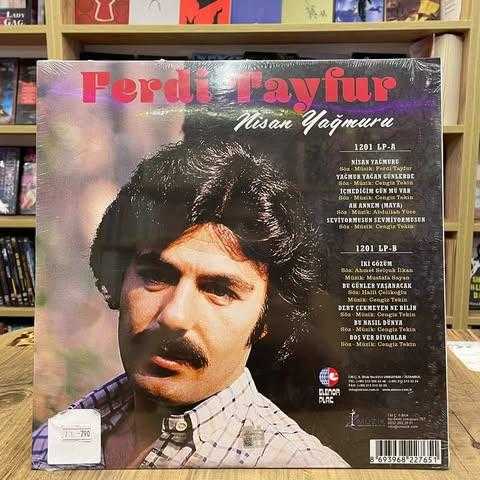 LADY
GAG
Ferdi Tayfur
Nisan Yağmuru
1201 LP-A
NİSAN YAĞMURU
Söz - Müzik: Ferdi Tayfur
YAĞMUR YAĞAN GÜNLERDE
Söz - Müzik: Cengiz Tekin
İÇMEDİĞİM GÜN MÜ VAR
Söz - Müzik: Cengiz Tekin
AH ANNEM (MAYA)
Söz - Müzik: Abdullah Yüce
SEVİYORMUSUN SEVMİYORMUSUN
Söz - Müzik: Cengiz Tekin
1201 LP-B
İKİ GÖZÜM
Söz: Ahmet Selçuk İlkan
Müzik: Mustafa Sayan
BU GÜNLER YAŞANACAK
Söz: Halil Çelikoğlu
Müzik: Cengiz Tekin
DERT ÇEKMEYEN NE BİLİR
Söz - Müzik: Cengiz Tekin
BU NASIL DÜNYA
Söz - Müzik: Cengiz Tekin
BOŞ VER DİYORLAR
Söz - Müzik: Cengiz Tekin
ELENOR
PLAK
8 693968 227651